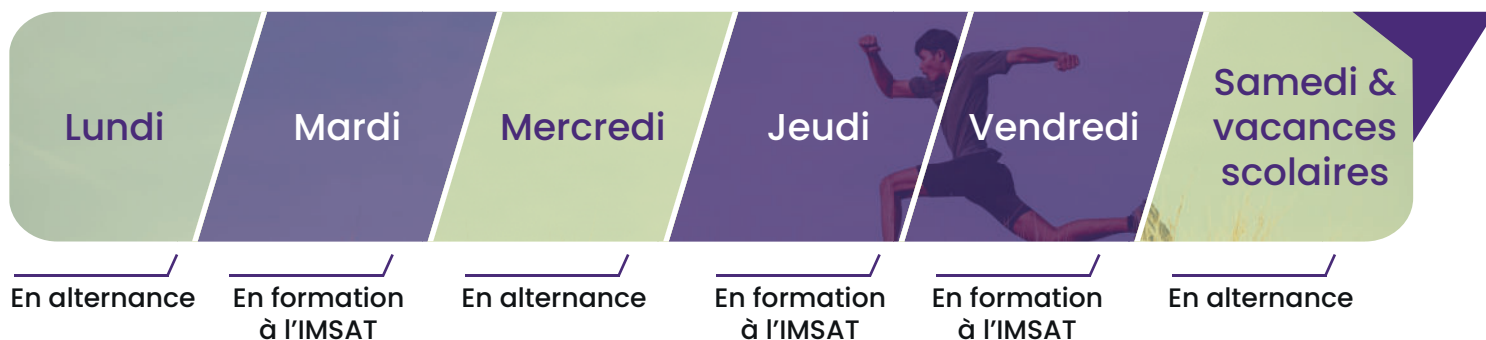 Lundi
Mardi
Mercredi
Jeudi
Vendredi
Samedi &
vacances
scolaires
En alternance
En formation
à l’IMSAT
En alternance
En formation
à l’IMSAT
En formation
à l’IMSAT
En alternance